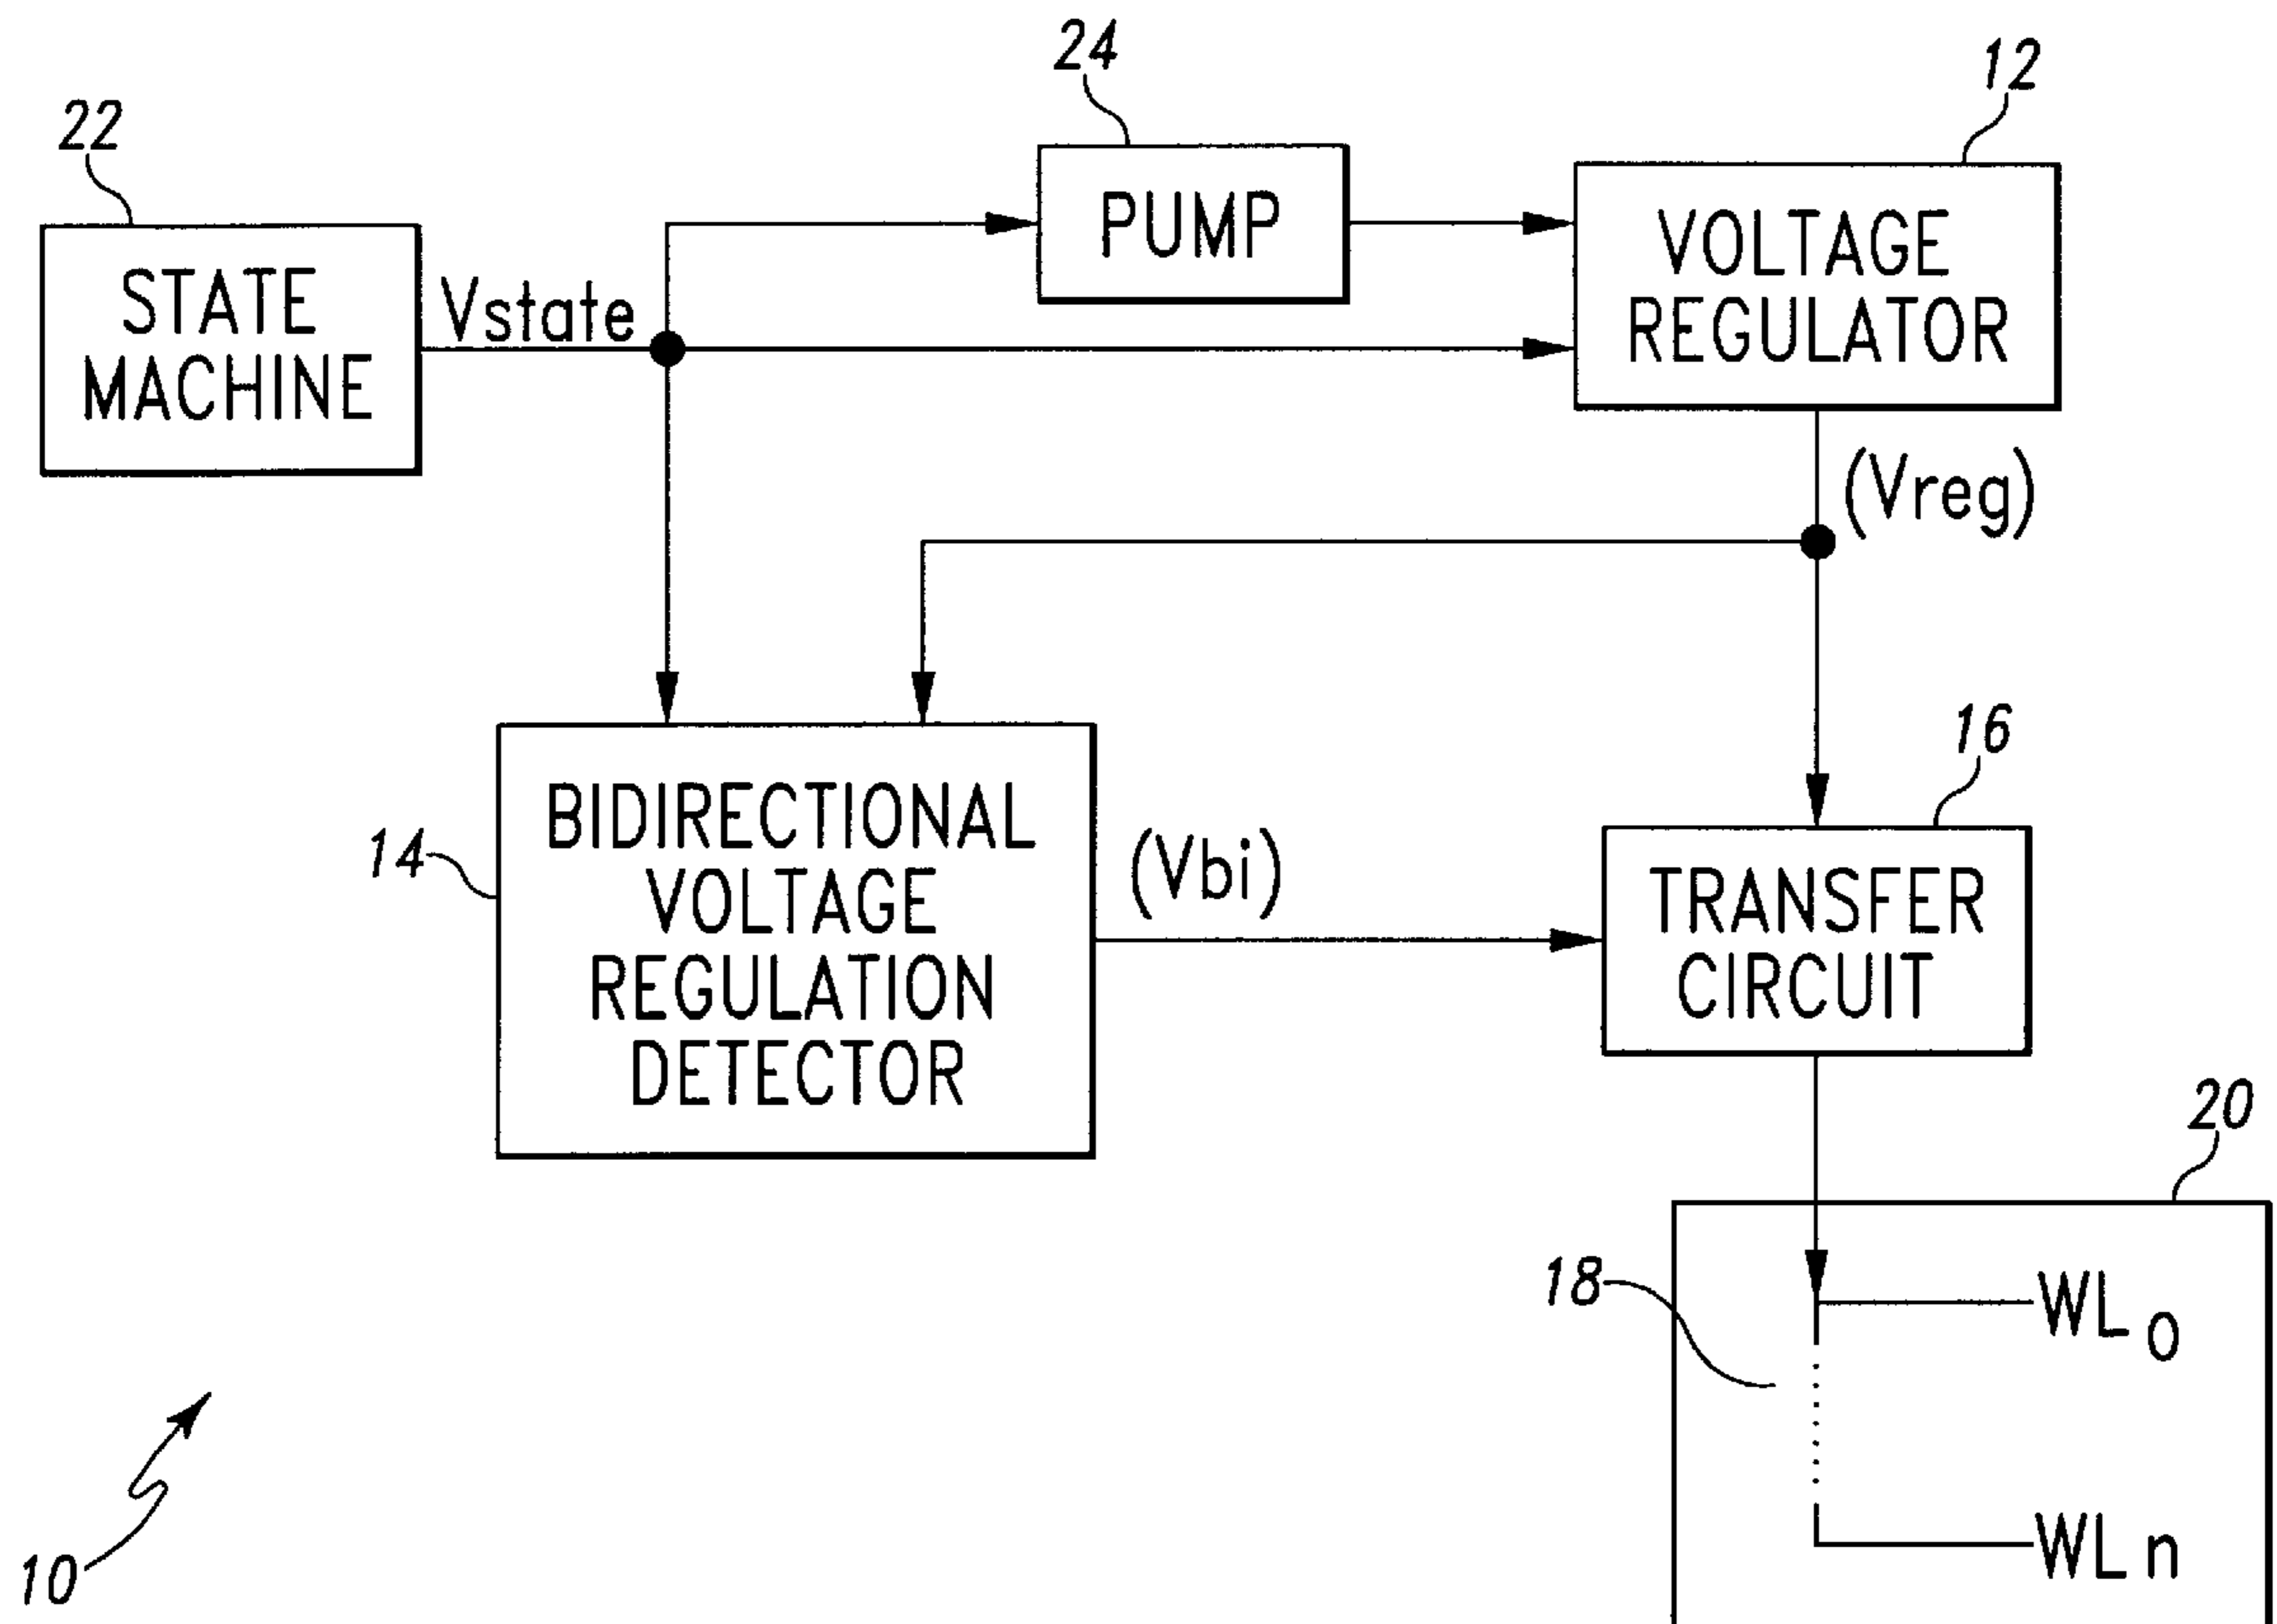 24
12
22
PUMP
VOLTAGE
REGULATOR
STATE
MACHINE
Vstate
(Vreg)
16
14
BIDIRECTIONAL
VOLTAGE
REGULATION
DETECTOR
(Vbi)
TRANSFER
CIRCUIT
20
18
WL0
WLn
10